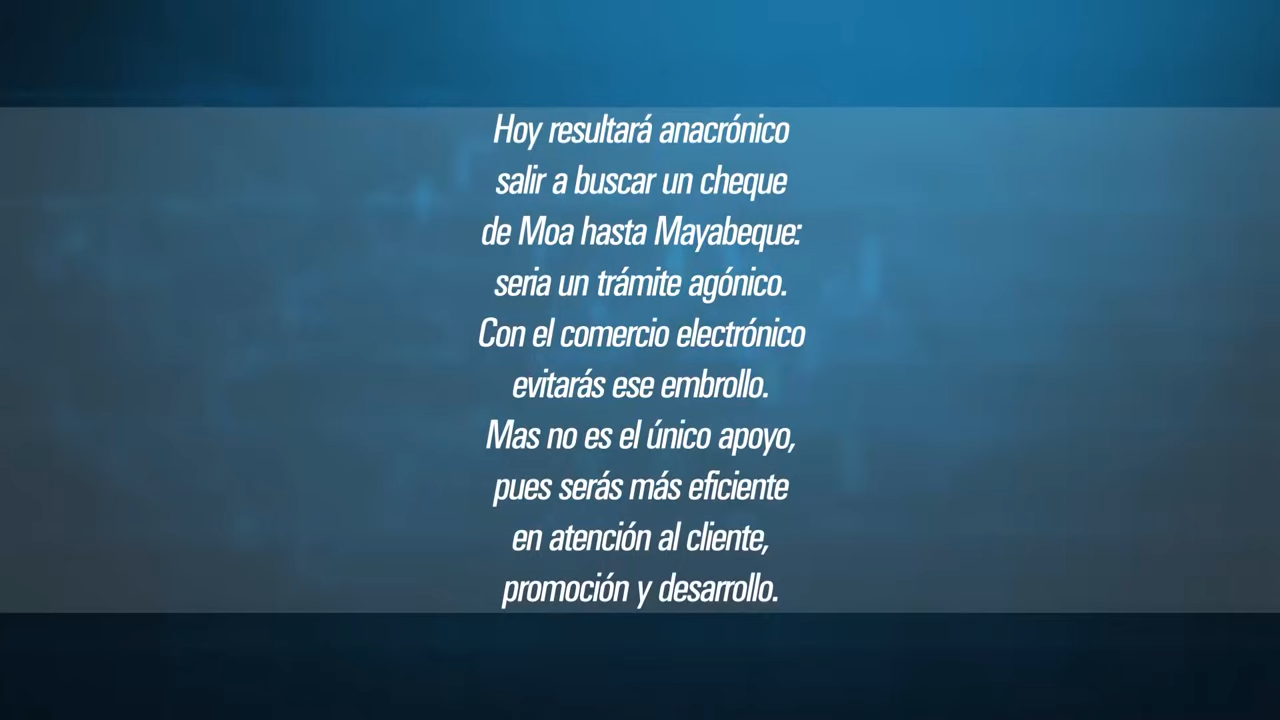 Hoy resultará anacrónico
salir a buscar un cheque
de Moa hasta Mayabeque:
seria un trámite agónico.
Con el comercio electrónico
evitarás ese embrollo.
Mas no es el único apoyo,
pues serás más eficiente
en atención al cliente,
promoción y desarrollo.